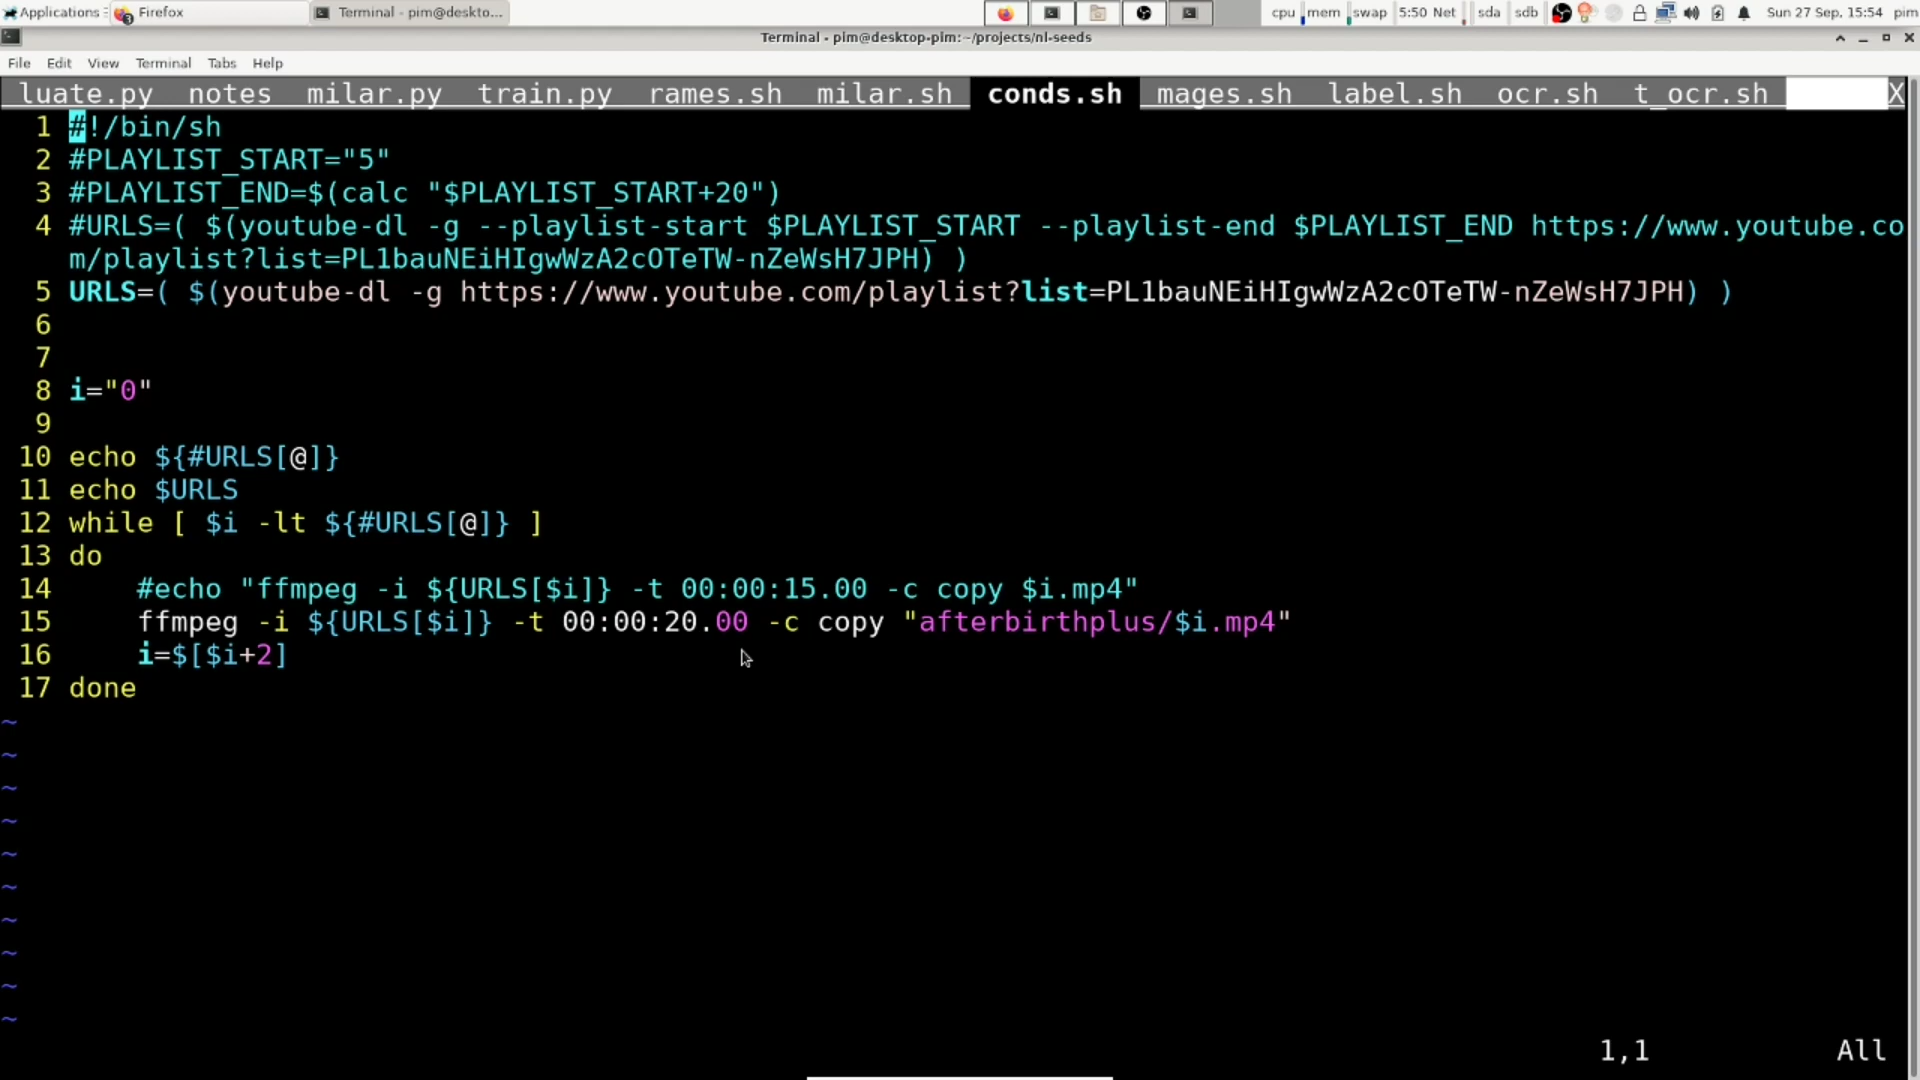 Applications
Firefox
Terminal - pim@deskto...
cpu mem swap 5:50 Net sda sdb
Sun 27 Sep, 15:54 pim
Terminal - pim@desktop-pim:~/projects/nl-seeds
File Edit View Terminal Tabs Help
luate.py notes milar.py train.py rames.sh milar.sh conds.sh mages.sh label.sh ocr.sh t_ocr.sh X
1 #!/bin/sh
2 #PLAYLIST_START="5"
3 #PLAYLIST_END=$(calc "$PLAYLIST_START+20")
4 #URLS=( $(youtube-dl -g --playlist-start $PLAYLIST_START --playlist-end $PLAYLIST_END https://www.youtube.co
m/playlist?list=PL1bauNEiHIgwWzA2cOTeTW-nZeWsH7JPH) )
5 URLS=( $(youtube-dl -g https://www.youtube.com/playlist?list=PL1bauNEiHIgwWzA2cOTeTW-nZeWsH7JPH) )
6
7
8 i="0"
9
10 echo ${#URLS[@]}
11 echo $URLS
12 while [ $i -lt ${#URLS[@]} ]
13 do
14 #echo "ffmpeg -i ${URLS[$i]} -t 00:00:15.00 -c copy $i.mp4"
15 ffmpeg -i ${URLS[$i]} -t 00:00:20.00 -c copy "afterbirthplus/$i.mp4"
16 i=$[$i+2]
17 done
~
~
~
~
~
~
~
~
~
~
1,1 All